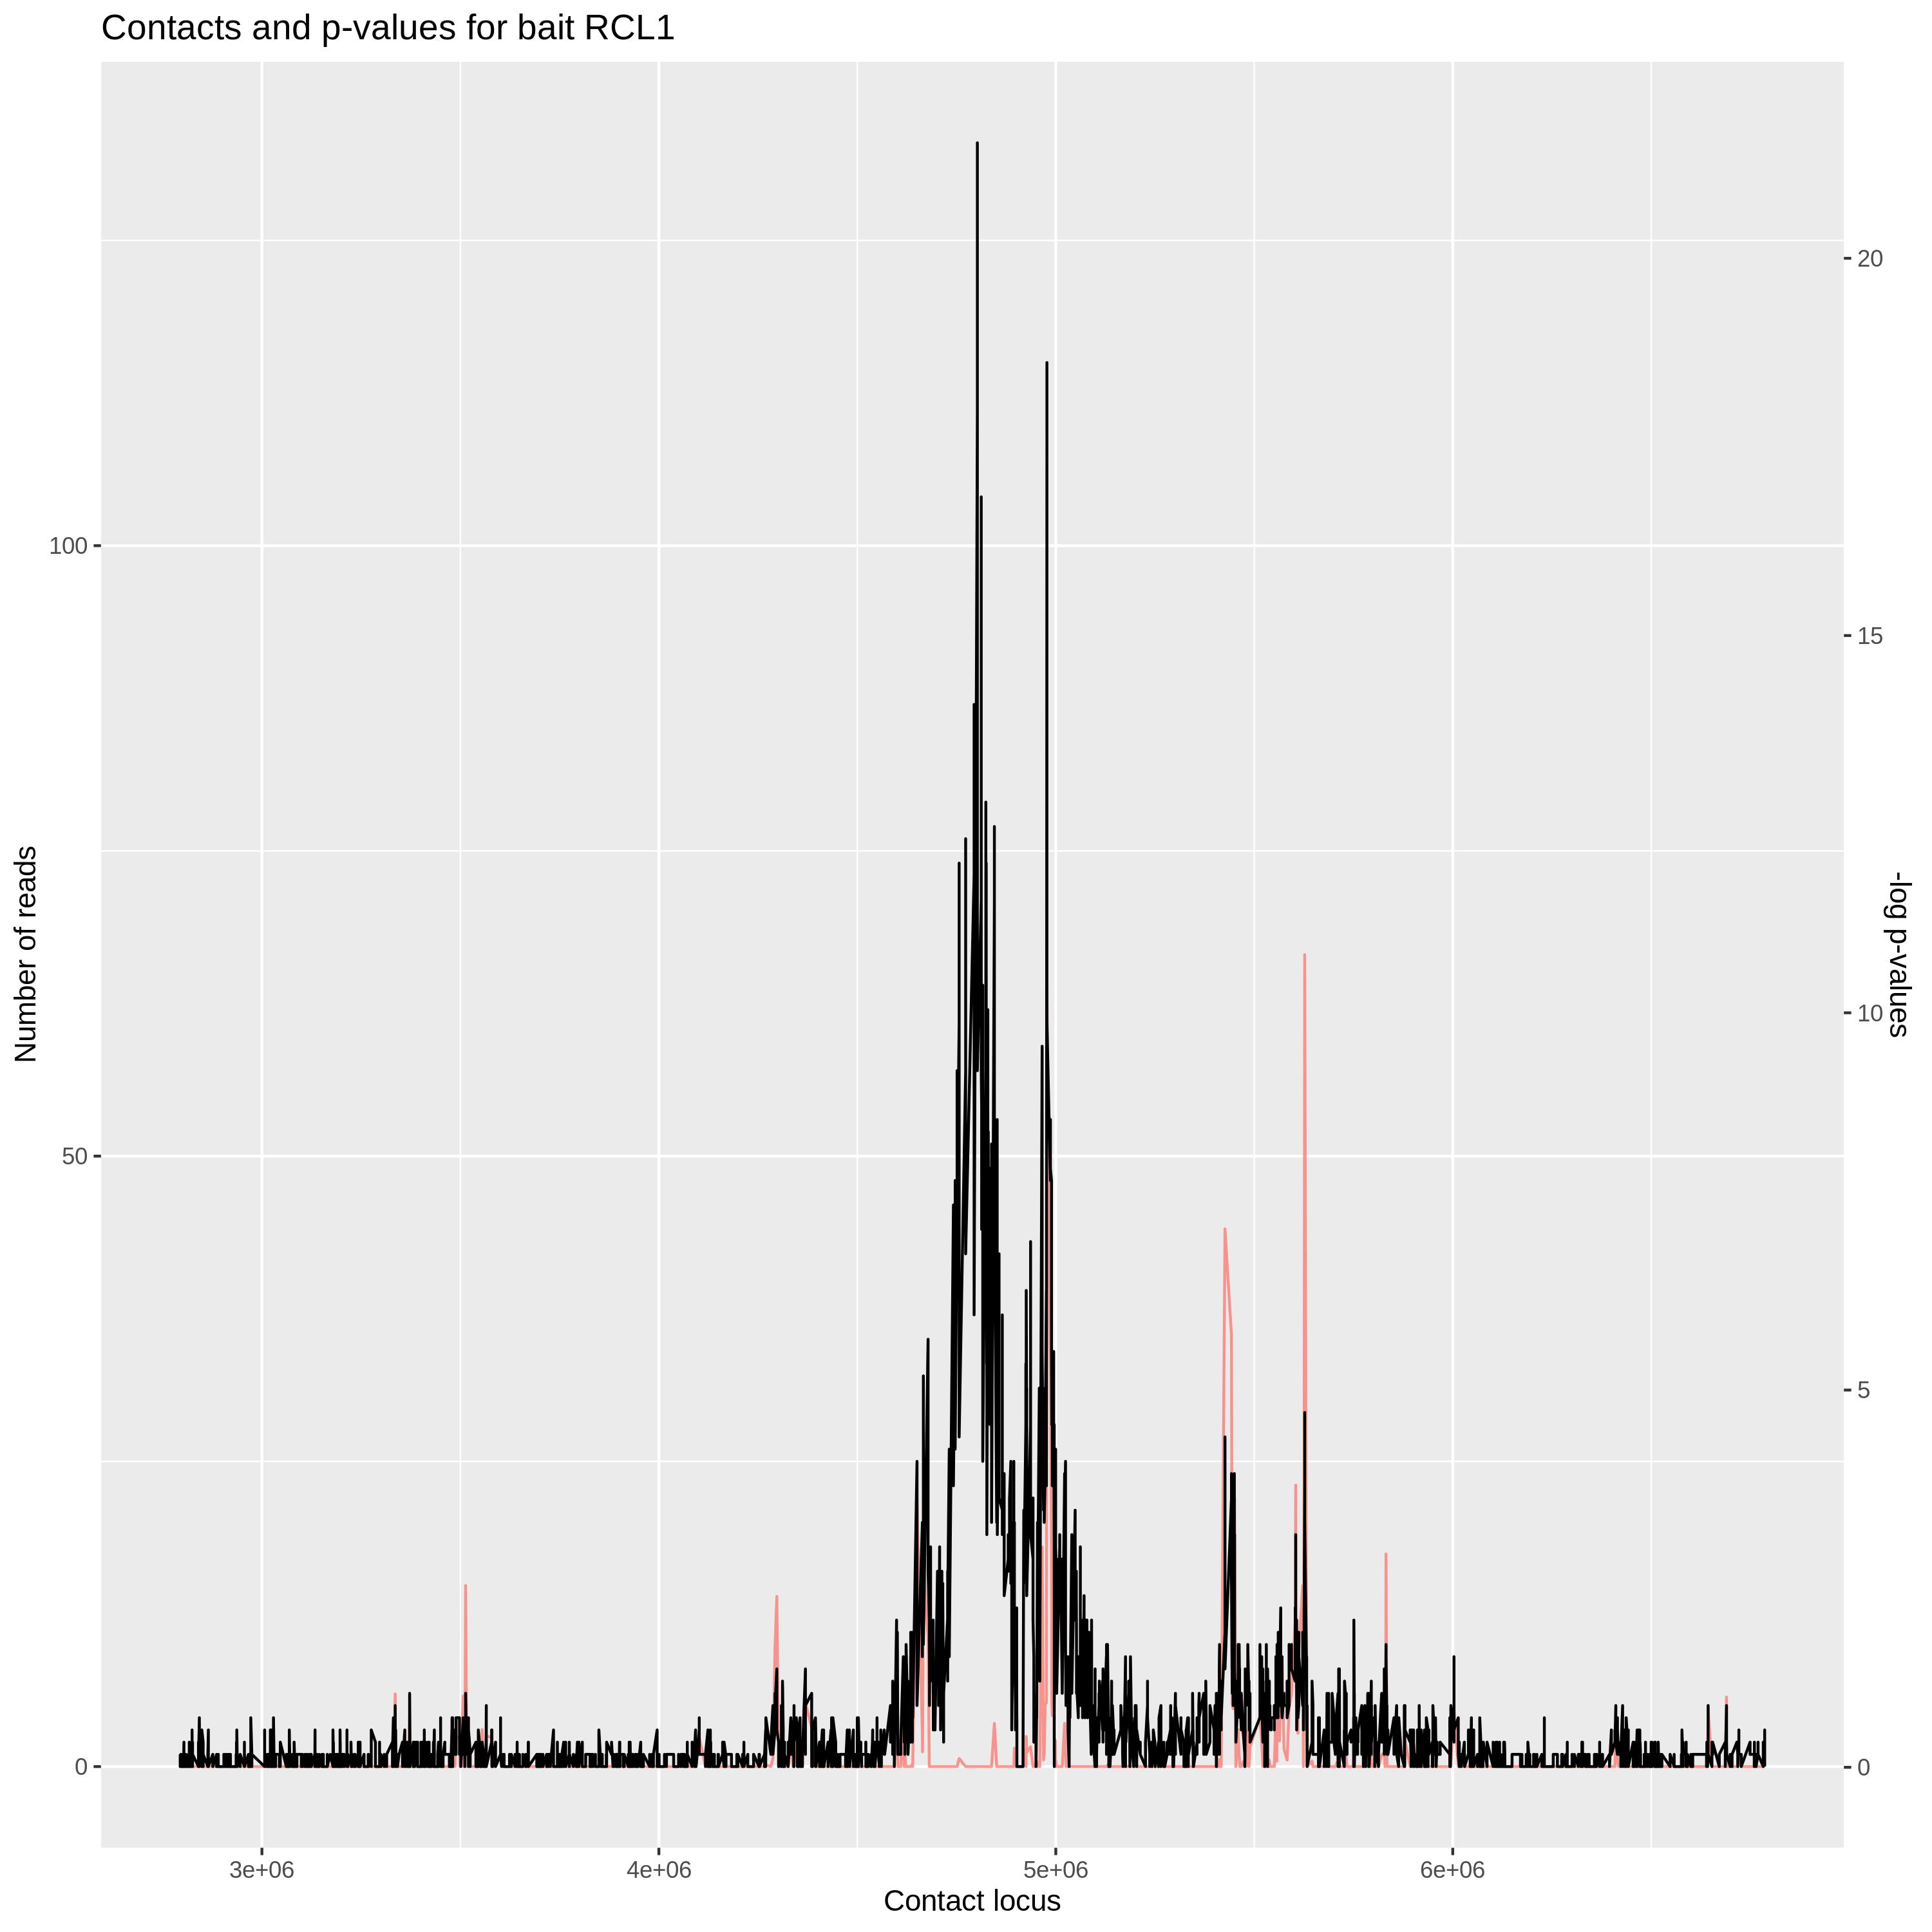 Contacts and p-values for bait RCL1
Number of reads
100
50
0
20
15
10
5
0
-log p-values
3e+06 4e+06 5e+06 6e+06
Contact locus